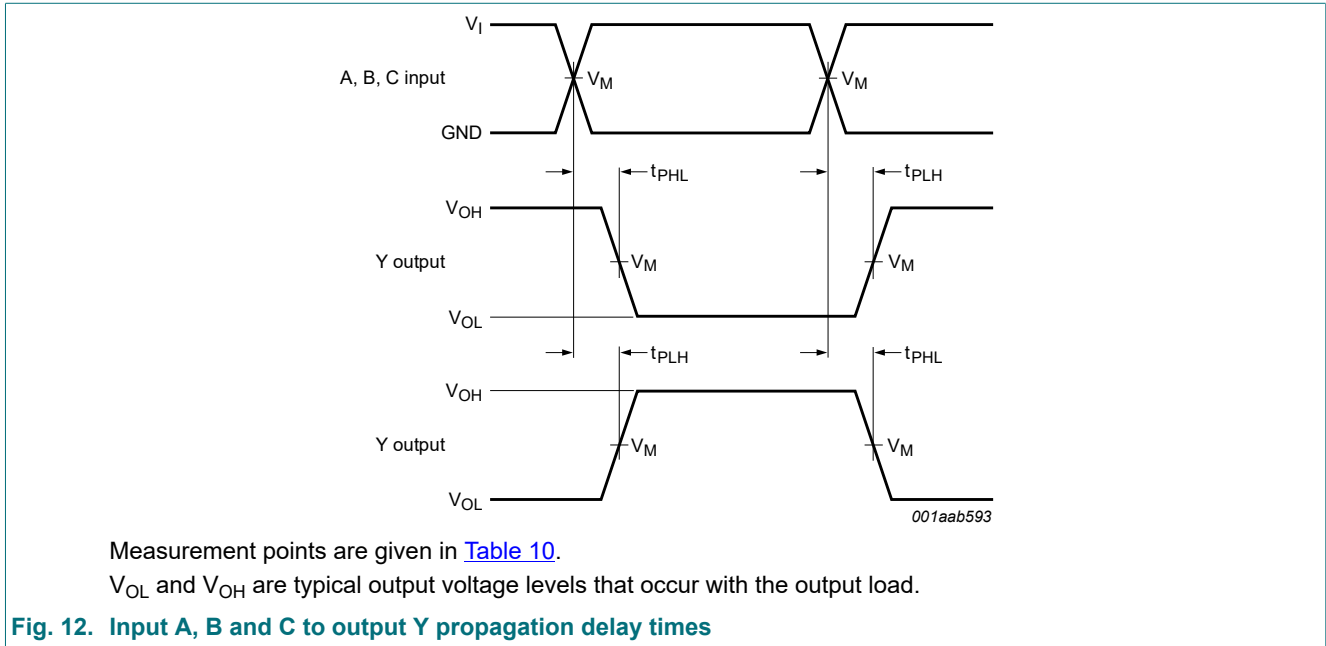 V_I
A, B, C input V_M V_M
GND
t_PHL t_PLH
V_OH
Y output V_M V_M
V_OL
t_PLH t_PHL
V_OH
Y output V_M V_M
V_OL
001aab593
Measurement points are given in Table 10.
V_OL and V_OH are typical output voltage levels that occur with the output load.
Fig. 12. Input A, B and C to output Y propagation delay times